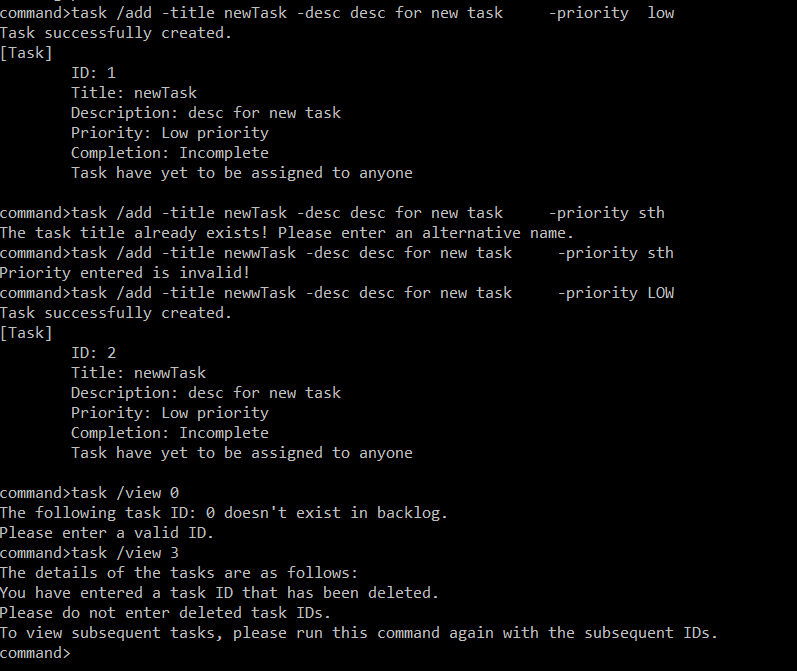 command>task /add -title newTask -desc desc for new task     -priority  low
Task successfully created.
[Task]
        ID: 1
        Title: newTask
        Description: desc for new task
        Priority: Low priority
        Completion: Incomplete
        Task have yet to be assigned to anyone

command>task /add -title newTask -desc desc for new task     -priority sth
The task title already exists! Please enter an alternative name.
command>task /add -title newwTask -desc desc for new task     -priority sth
Priority entered is invalid!
command>task /add -title newwTask -desc desc for new task     -priority LOW
Task successfully created.
[Task]
        ID: 2
        Title: newwTask
        Description: desc for new task
        Priority: Low priority
        Completion: Incomplete
        Task have yet to be assigned to anyone

command>task /view 0
The following task ID: 0 doesn't exist in backlog.
Please enter a valid ID.
command>task /view 3
The details of the tasks are as follows:
You have entered a task ID that has been deleted.
Please do not enter deleted task IDs.
To view subsequent tasks, please run this command again with the subsequent IDs.
command>